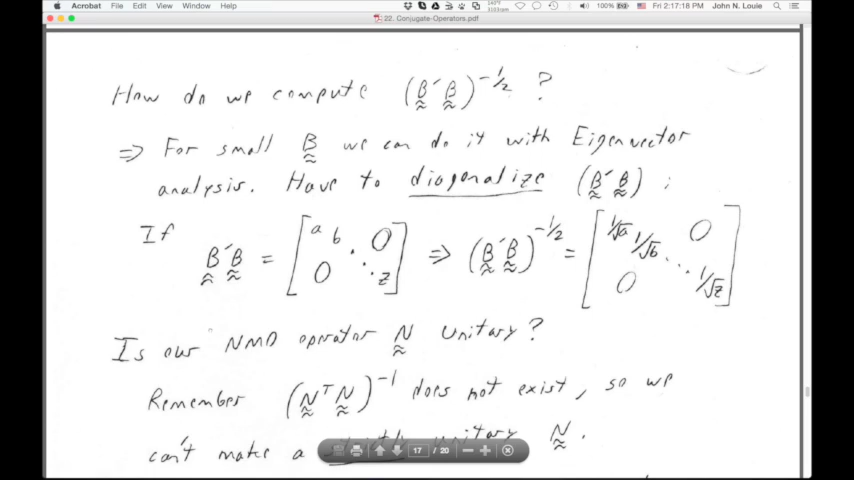 Acrobat File Edit View Window Help 100% Fri 2:17:18 PM John N. Louie
22. Conjugate-Operators.pdf
How do we compute (B′ B)^-1/2 ?
⇒ For small B we can do it with Eigenvector
analysis. Have to diagonalize (B′ B) ;
If B′B = [a b 0 ⋱ 0 z] ⇒ (B′B)^-1/2 = [1/√a 1/√b 0 ⋱ 0 1/√z]
Is our NMO operator N Unitary?
Remember (N^T N)^-1 does not exist, so we
can't make a unitary N.
17 / 20